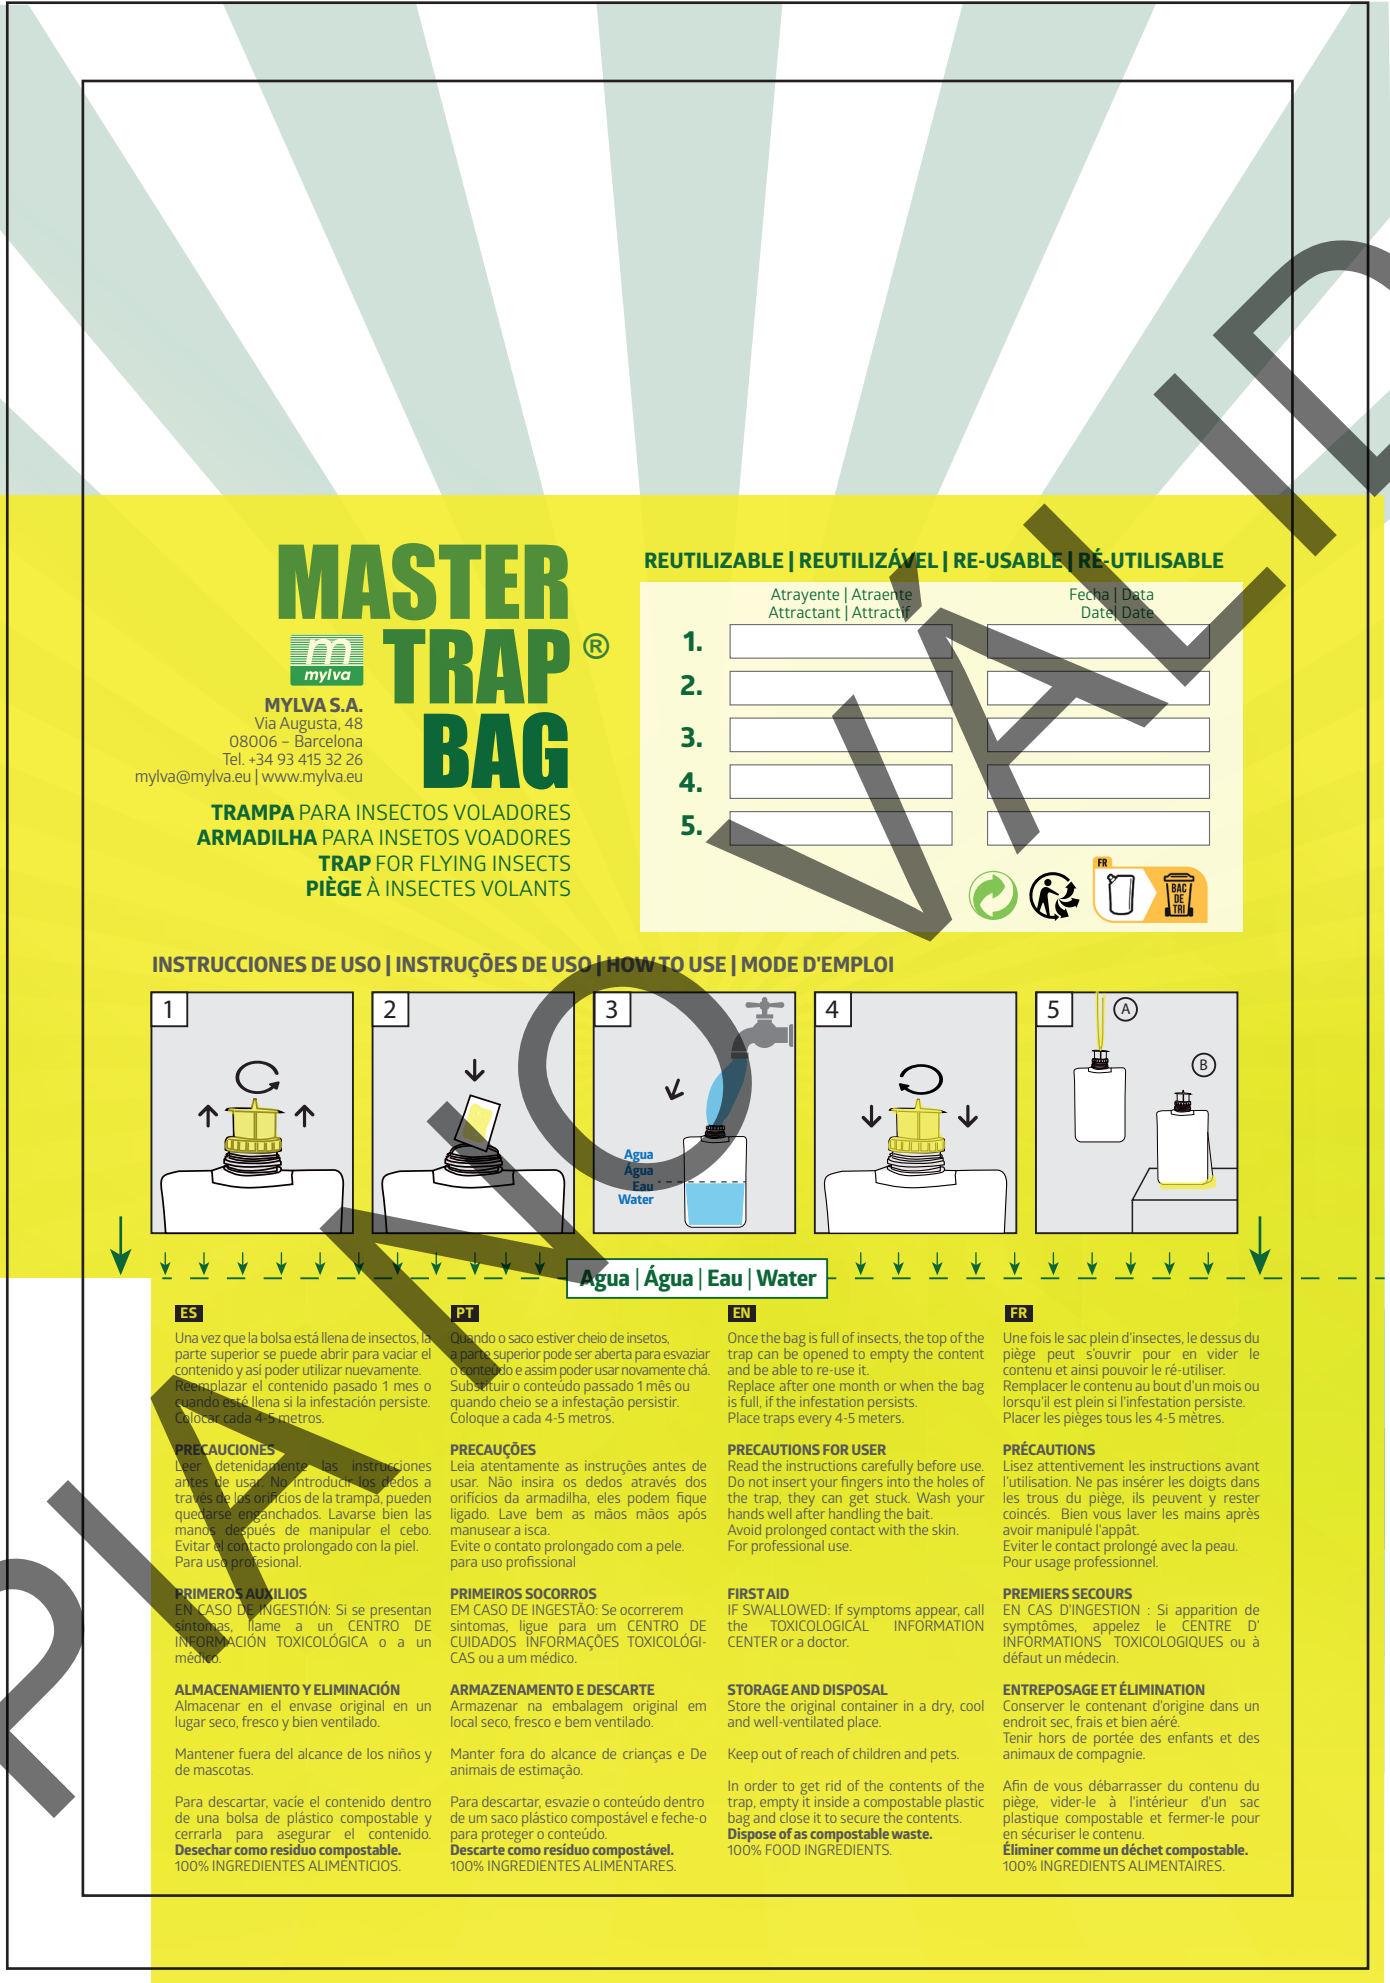 MASTER
TRAP ®
BAG
mylva
MYLVA S.A.
Via Augusta, 48
08006 – Barcelona
Tel. +34 93 415 32 26
mylva@mylva.eu | www.mylva.eu
TRAMPA PARA INSECTOS VOLADORES
ARMADILHA PARA INSETOS VOADORES
TRAP FOR FLYING INSECTS
PIÈGE À INSECTES VOLANTS
REUTILIZABLE | REUTILIZÁVEL | RE-USABLE | RÉ-UTILISABLE
Atrayente | Atraente
Attractant | Attractif
Fecha | Data
Date | Date
1.
2.
3.
4.
5.
FR
BAC
DE
TRI
INSTRUCCIONES DE USO | INSTRUÇÕES DE USO | HOW TO USE | MODE D'EMPLOI
1
2
3
Agua
Água
Eau
Water
4
5
A
B
Agua | Água | Eau | Water
ES
Una vez que la bolsa está llena de insectos, la
parte superior se puede abrir para vaciar el
contenido y así poder utilizar nuevamente.
Reemplazar el contenido pasado 1 mes o
cuando esté llena si la infestación persiste.
Colocar cada 4-5 metros.
PRECAUCIONES
Leer detenidamente las instrucciones
antes de usar. No introducir los dedos a
través de los orificios de la trampa, pueden
quedarse enganchados. Lavarse bien las
manos después de manipular el cebo.
Evitar el contacto prolongado con la piel.
Para uso profesional.
PRIMEROS AUXILIOS
EN CASO DE INGESTIÓN: Si se presentan
síntomas, llame a un CENTRO DE
INFORMACIÓN TOXICOLÓGICA o a un
médico.
ALMACENAMIENTO Y ELIMINACIÓN
Almacenar en el envase original en un
lugar seco, fresco y bien ventilado.
Mantener fuera del alcance de los niños y
de mascotas.
Para descartar, vacíe el contenido dentro
de una bolsa de plástico compostable y
cerrarla para asegurar el contenido.
Desechar como residuo compostable.
100% INGREDIENTES ALIMENTICIOS.
PT
Quando o saco estiver cheio de insetos,
a parte superior pode ser aberta para esvaziar
o conteúdo e assim poder usar novamente chá.
Substituir o conteúdo passado 1 mês ou
quando cheio se a infestação persistir.
Coloque a cada 4-5 metros.
PRECAUÇÕES
Leia atentamente as instruções antes de
usar. Não insira os dedos através dos
orifícios da armadilha, eles podem fique
ligado. Lave bem as mãos mãos após
manusear a isca.
Evite o contato prolongado com a pele.
para uso profissional
PRIMEIROS SOCORROS
EM CASO DE INGESTÃO: Se ocorrerem
sintomas, ligue para um CENTRO DE
CUIDADOS INFORMAÇÕES TOXICOLÓGI-
CAS ou a um médico.
ARMAZENAMENTO E DESCARTE
Armazenar na embalagem original em
local seco, fresco e bem ventilado.
Manter fora do alcance de crianças e De
animais de estimação.
Para descartar, esvazie o conteúdo dentro
de um saco plástico compostável e feche-o
para proteger o conteúdo.
Descarte como resíduo compostável.
100% INGREDIENTES ALIMENTARES.
EN
Once the bag is full of insects, the top of the
trap can be opened to empty the content
and be able to re-use it.
Replace after one month or when the bag
is full, if the infestation persists.
Place traps every 4-5 meters.
PRECAUTIONS FOR USER
Read the instructions carefully before use.
Do not insert your fingers into the holes of
the trap, they can get stuck. Wash your
hands well after handling the bait.
Avoid prolonged contact with the skin.
For professional use.
FIRST AID
IF SWALLOWED: If symptoms appear, call
the TOXICOLOGICAL INFORMATION
CENTER or a doctor.
STORAGE AND DISPOSAL
Store the original container in a dry, cool
and well-ventilated place.
Keep out of reach of children and pets.
In order to get rid of the contents of the
trap, empty it inside a compostable plastic
bag and close it to secure the contents.
Dispose of as compostable waste.
100% FOOD INGREDIENTS.
FR
Une fois le sac plein d'insectes, le dessus du
piège peut s'ouvrir pour en vider le
contenu et ainsi pouvoir le ré-utiliser.
Remplacer le contenu au bout d'un mois ou
lorsqu'il est plein si l'infestation persiste.
Placer les pièges tous les 4-5 mètres.
PRÉCAUTIONS
Lisez attentivement les instructions avant
l'utilisation. Ne pas insérer les doigts dans
les trous du piège, ils peuvent y rester
coincés. Bien vous laver les mains après
avoir manipulé l'appât.
Eviter le contact prolongé avec la peau.
Pour usage professionnel.
PREMIERS SECOURS
EN CAS D'INGESTION : Si apparition de
symptômes, appelez le CENTRE D'
INFORMATIONS TOXICOLOGIQUES ou à
défaut un médecin.
ENTREPOSAGE ET ÉLIMINATION
Conserver le contenant d'origine dans un
endroit sec, frais et bien aéré.
Tenir hors de portée des enfants et des
animaux de compagnie.
Afin de vous débarrasser du contenu du
piège, vider-le à l'intérieur d'un sac
plastique compostable et fermer-le pour
en sécuriser le contenu.
Éliminer comme un déchet compostable.
100% INGREDIENTS ALIMENTAIRES.
PLANO VÁLID